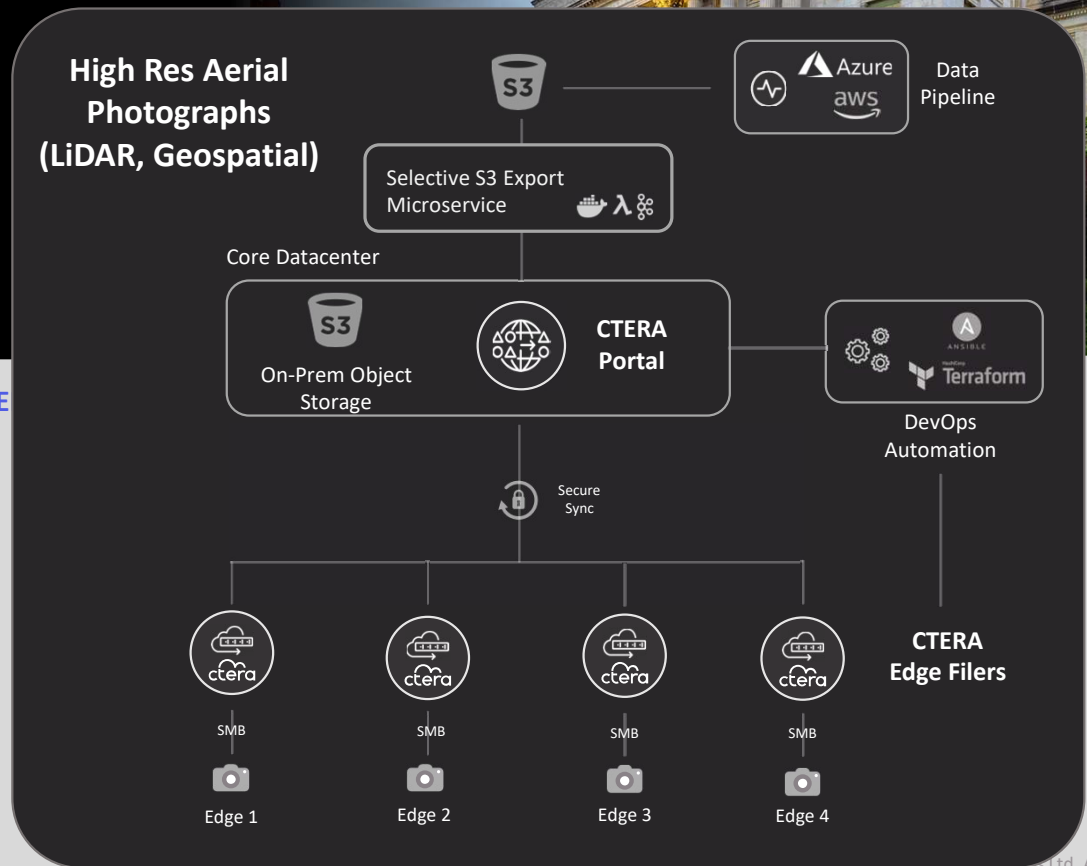 High Res Aerial
Photographs
(LiDAR, Geospatial)
S3
Azure
aws
Data
Pipeline
Selective S3 Export
Microservice
λ
Core Datacenter
S3
On-Prem Object
Storage
CTERA
Portal
A
ANSIBLE
HashiCorp
Terraform
DevOps
Automation
E
Secure
Sync
ctera
ctera
ctera
ctera
CTERA
Edge Filers
SMB
SMB
SMB
SMB
Edge 1
Edge 2
Edge 3
Edge 4